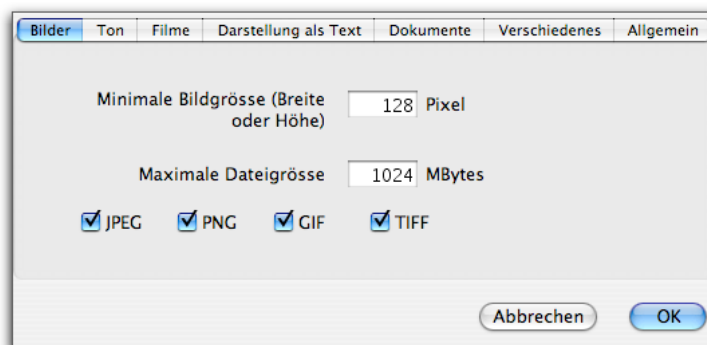 Bilder Ton Filme Darstellung als Text Dokumente Verschiedenes Allgemein
Minimale Bildgrösse (Breite
oder Höhe) 128 Pixel
Maximale Dateigrösse 1024 MBytes
JPEG PNG GIF TIFF
Abbrechen OK